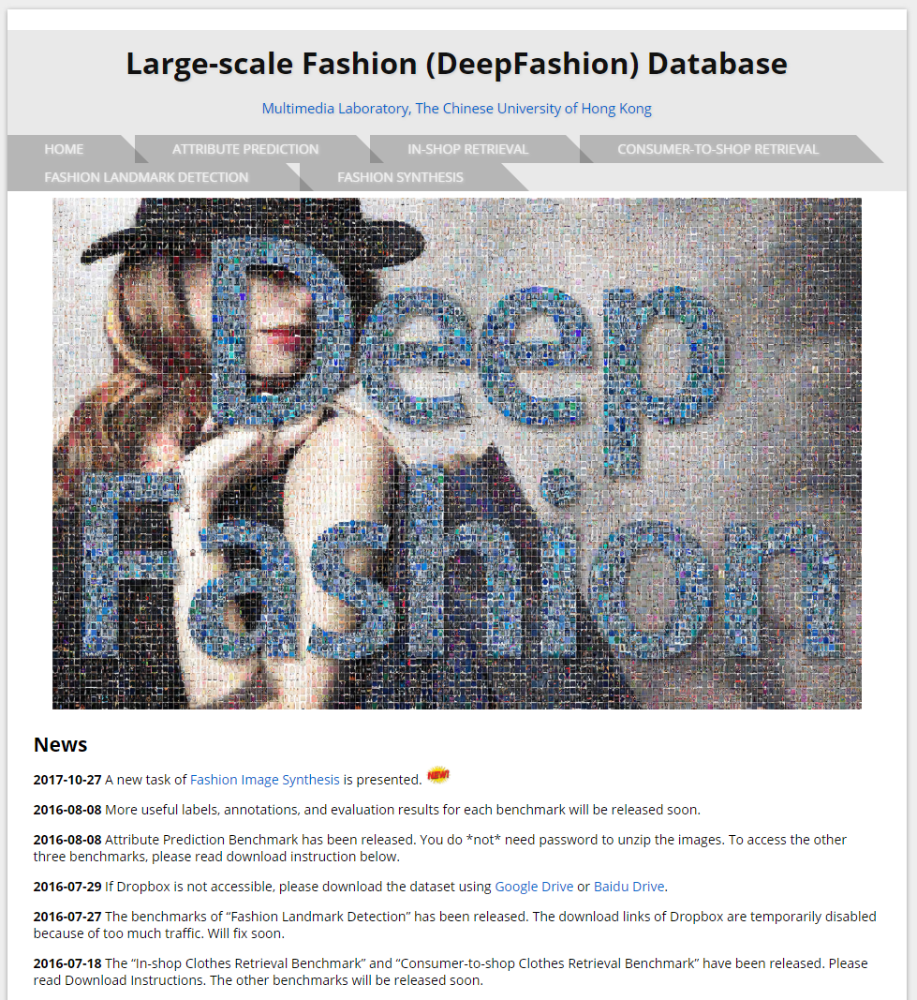 Large-scale Fashion (DeepFashion) Database
Multimedia Laboratory, The Chinese University of Hong Kong
HOME ATTRIBUTE PREDICTION IN-SHOP RETRIEVAL CONSUMER-TO-SHOP RETRIEVAL
FASHION LANDMARK DETECTION FASHION SYNTHESIS
Deep
Fashion
News
2017-10-27 A new task of Fashion Image Synthesis is presented. NEW!
2016-08-08 More useful labels, annotations, and evaluation results for each benchmark will be released soon.
2016-08-08 Attribute Prediction Benchmark has been released. You do *not* need password to unzip the images. To access the other
three benchmarks, please read download instruction below.
2016-07-29 If Dropbox is not accessible, please download the dataset using Google Drive or Baidu Drive.
2016-07-27 The benchmarks of “Fashion Landmark Detection” has been released. The download links of Dropbox are temporarily disabled
because of too much traffic. Will fix soon.
2016-07-18 The “In-shop Clothes Retrieval Benchmark” and “Consumer-to-shop Clothes Retrieval Benchmark” have been released. Please
read Download Instructions. The other benchmarks will be released soon.